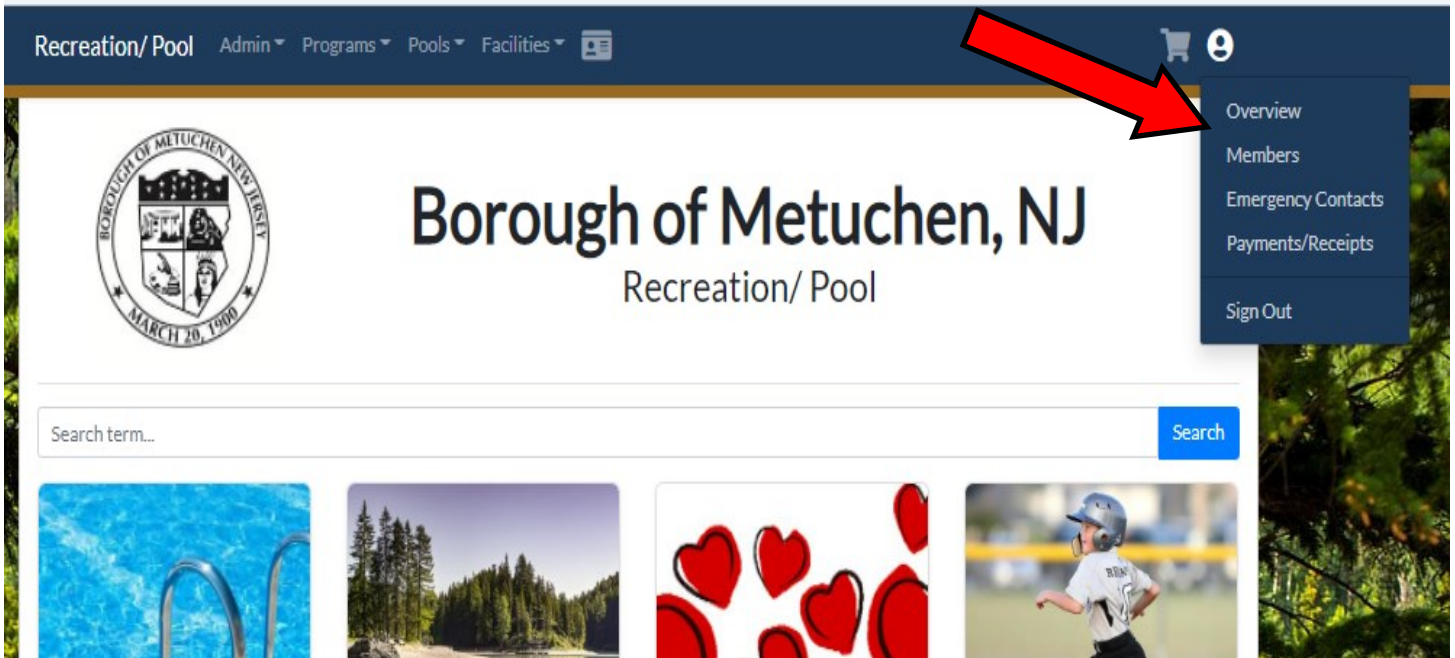 Recreation/ Pool Admin Programs Pools Facilities
Overview
Members
Emergency Contacts
Payments/Receipts
Sign Out
BOROUGH OF METUCHEN NEW JERSEY
MARCH 20, 1900
Borough of Metuchen, NJ
Recreation/ Pool
Search term... Search